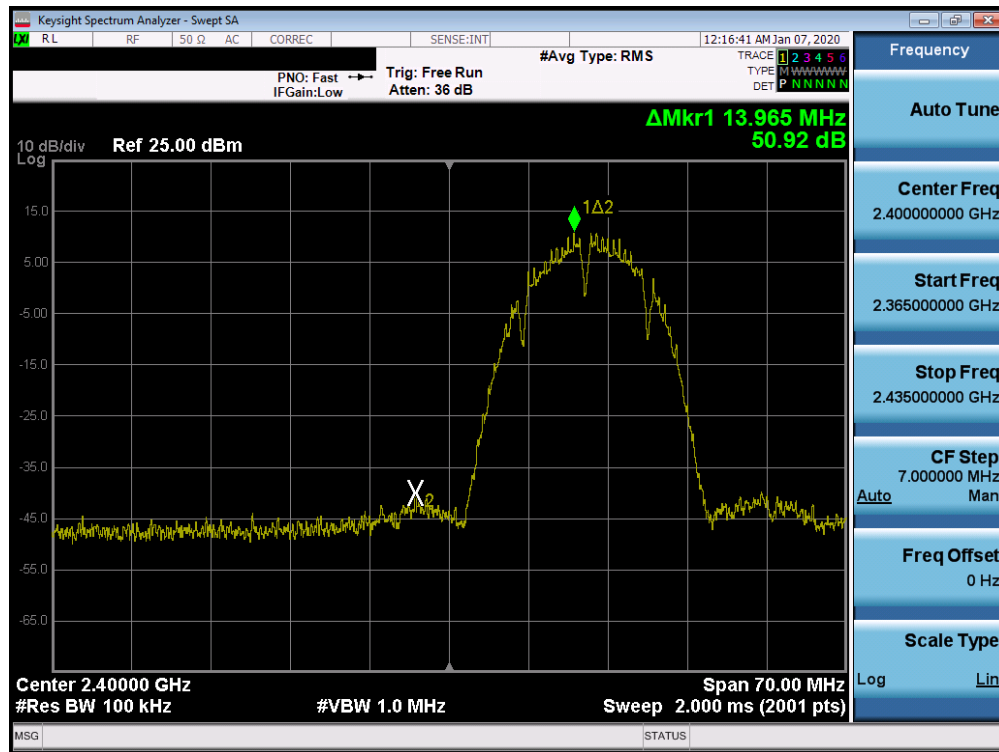 Keysight Spectrum Analyzer - Swept SA
LXI RL RF 50 Ω AC CORREC SENSE:INT 12:16:41 AM Jan 07, 2020
#Avg Type: RMS
TRACE 1 2 3 4 5 6
TYPE M WWWWW
DET P N N N N N
PNO: Fast
IFGain:Low
Trig: Free Run
Atten: 36 dB
ΔMkr1 13.965 MHz
50.92 dB
10 dB/div Ref 25.00 dBm
Log
15.0
5.00
-5.00
-15.0
-25.0
-35.0
-45.0
-55.0
-65.0
1Δ2
X2
Center 2.40000 GHz Span 70.00 MHz
#Res BW 100 kHz #VBW 1.0 MHz Sweep 2.000 ms (2001 pts)
MSG STATUS
Frequency
Auto Tune
Center Freq
2.400000000 GHz
Start Freq
2.365000000 GHz
Stop Freq
2.435000000 GHz
CF Step
7.000000 MHz
Auto Man
Freq Offset
0 Hz
Scale Type
Log Lin